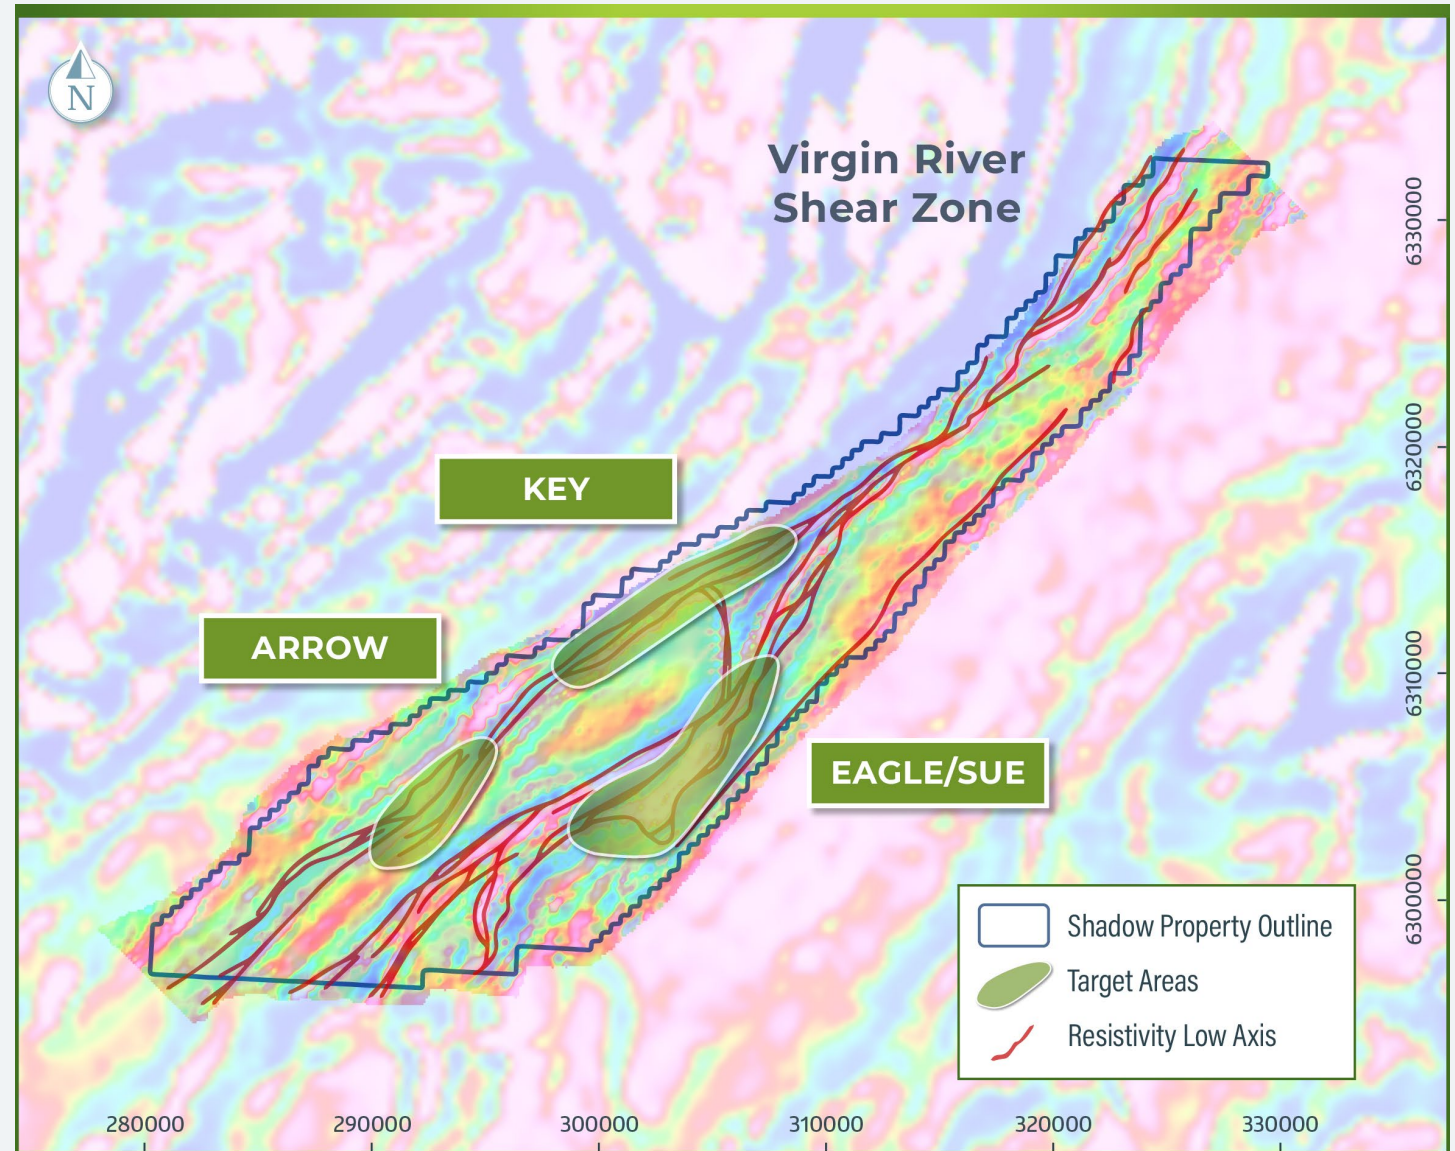 N
Virgin River
Shear Zone
KEY
ARROW
EAGLE/SUE
Shadow Property Outline
Target Areas
Resistivity Low Axis
6330000
6320000
6310000
6300000
280000
290000
300000
310000
320000
330000